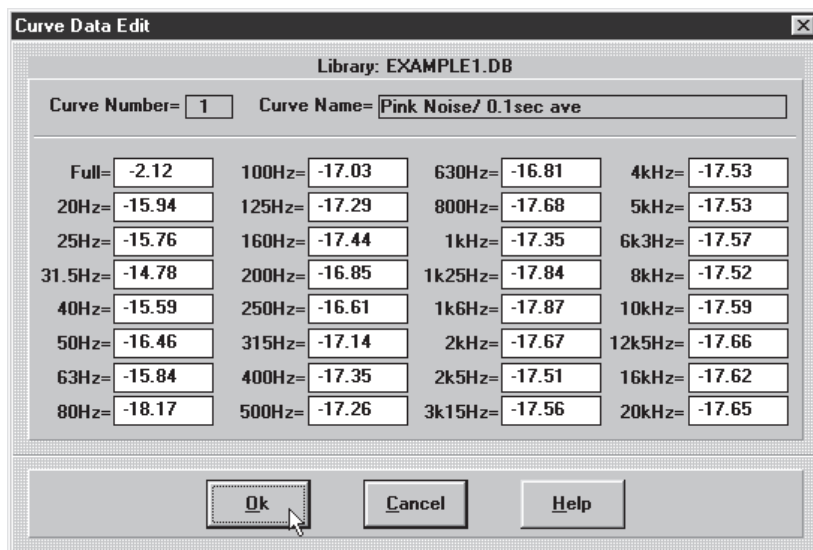 Curve Data Edit
Library: EXAMPLE1.DB
Curve Number= 1 Curve Name= Pink Noise/ 0.1sec ave
Full= -2.12 100Hz= -17.03 630Hz= -16.81 4kHz= -17.53
20Hz= -15.94 125Hz= -17.29 800Hz= -17.68 5kHz= -17.53
25Hz= -15.76 160Hz= -17.44 1kHz= -17.35 6k3Hz= -17.57
31.5Hz= -14.78 200Hz= -16.85 1k25Hz= -17.84 8kHz= -17.52
40Hz= -15.59 250Hz= -16.61 1k6Hz= -17.87 10kHz= -17.59
50Hz= -16.46 315Hz= -17.14 2kHz= -17.67 12k5Hz= -17.66
63Hz= -15.84 400Hz= -17.35 2k5Hz= -17.51 16kHz= -17.62
80Hz= -18.17 500Hz= -17.26 3k15Hz= -17.56 20kHz= -17.65
Ok Cancel Help